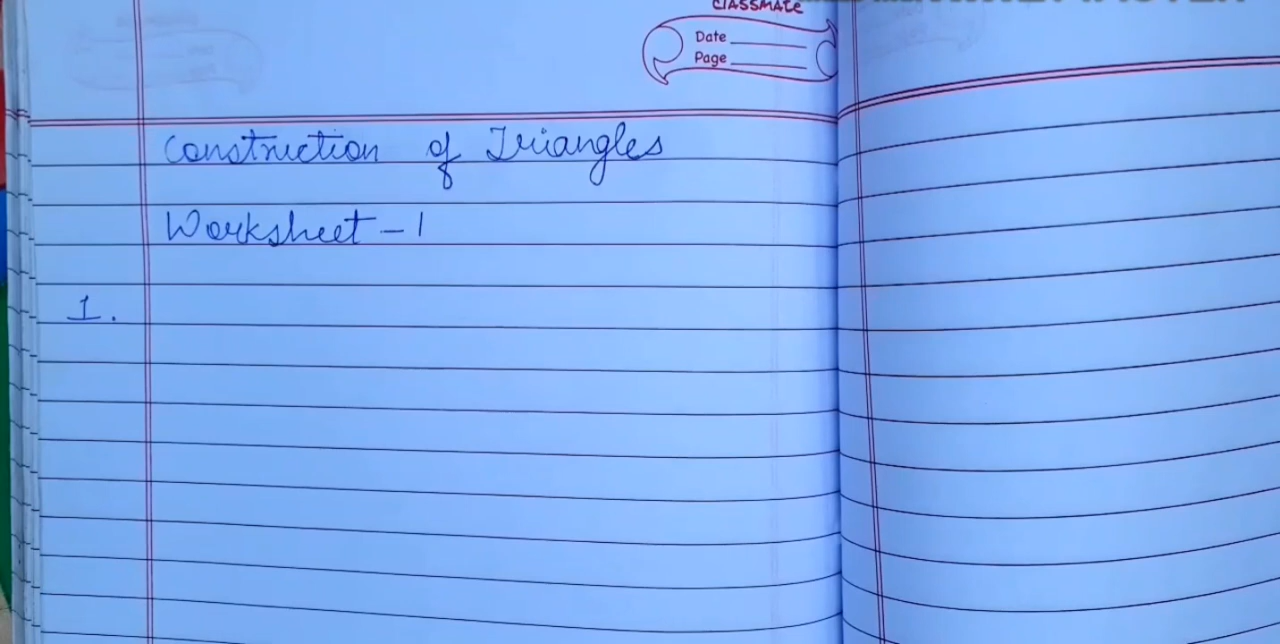 CLASSMATE
Date
Page
Construction of Triangles
Worksheet - 1
1.